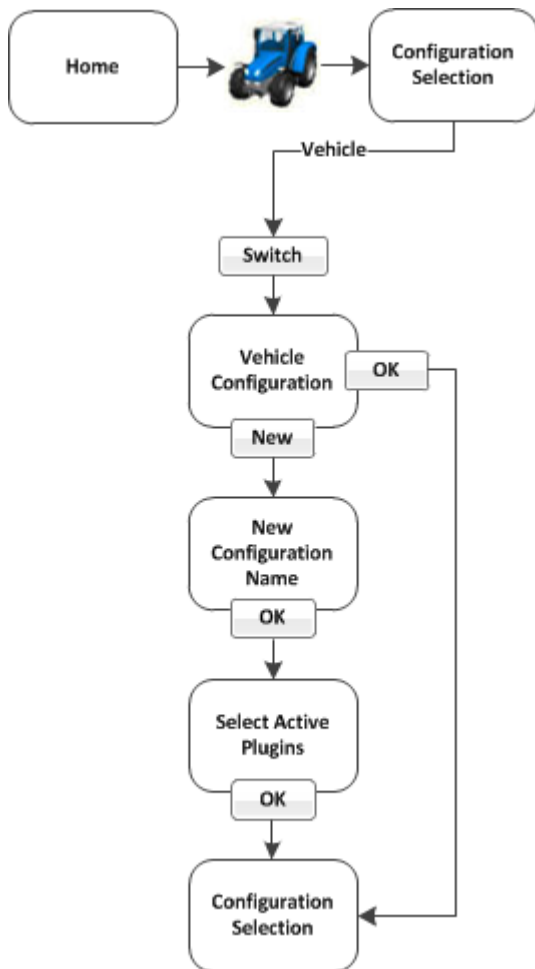 Home
Configuration
Selection
Vehicle
Switch
Vehicle
Configuration
OK
New
New
Configuration
Name
OK
Select Active
Plugins
OK
Configuration
Selection